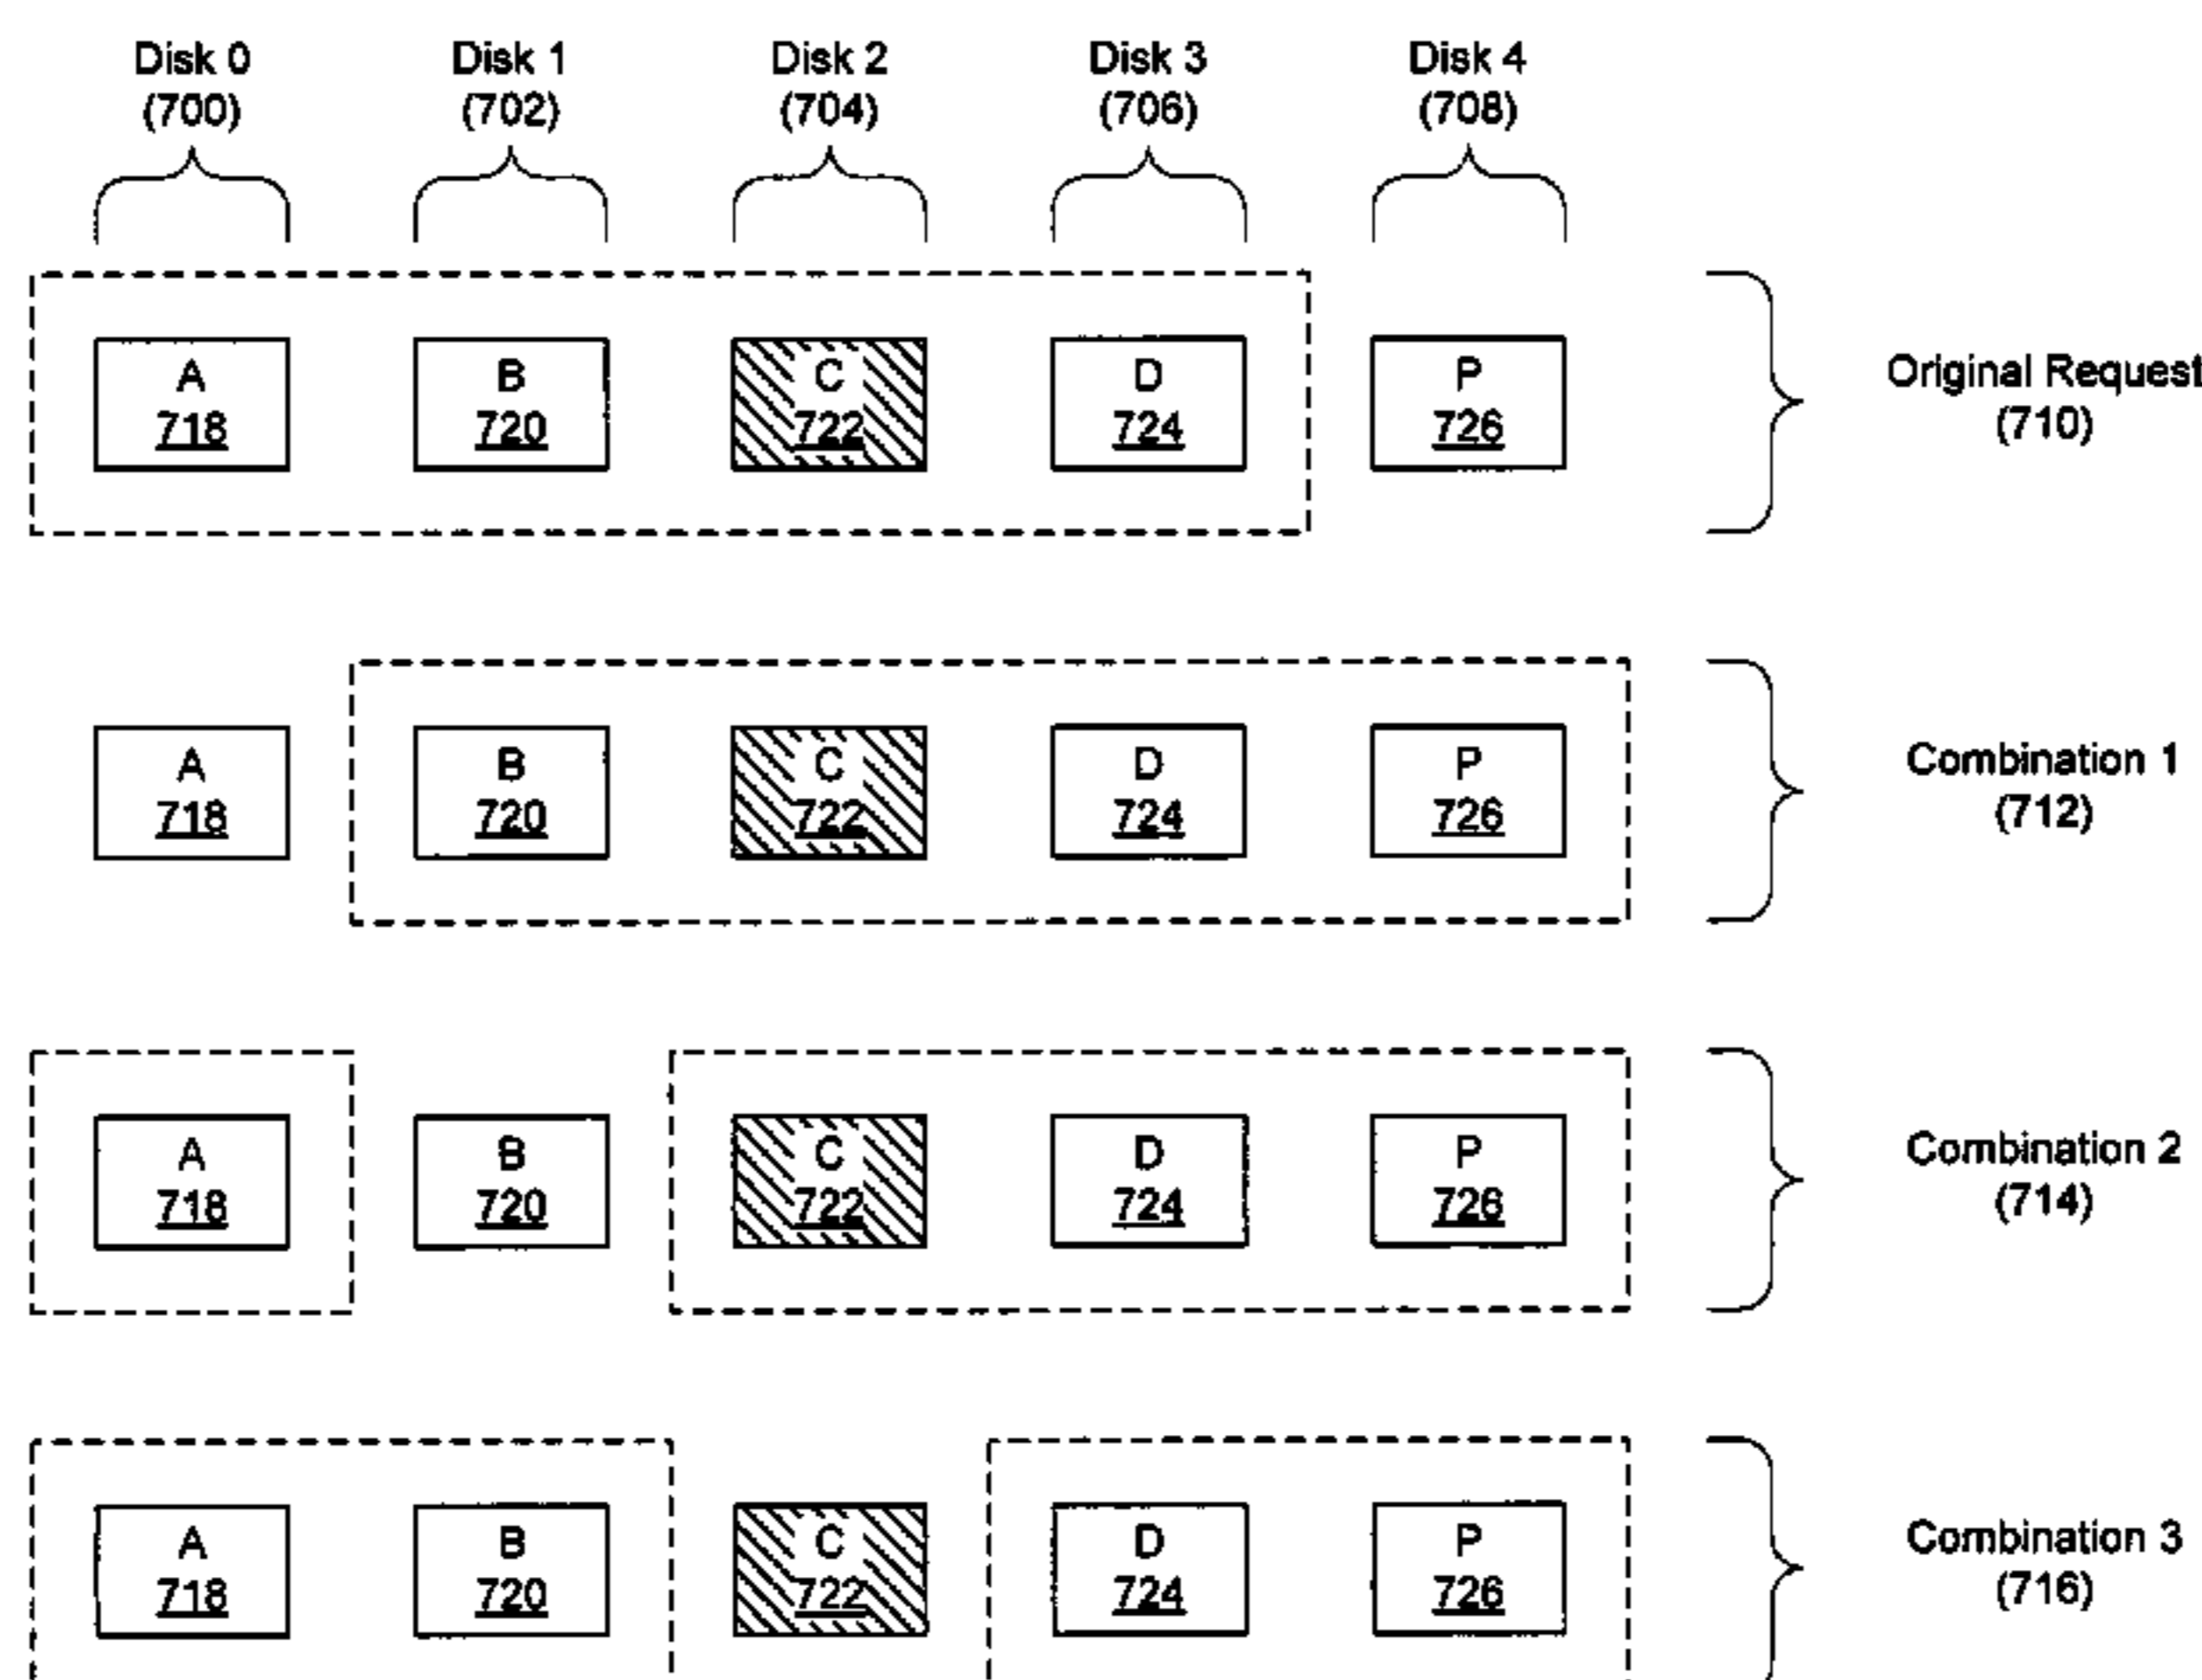 Disk 0 Disk 1 Disk 2 Disk 3 Disk 4
(700) (702) (704) (706) (708)
A B C D P
718 720 722 724 726
Original Request
(710)
A B C D P
718 720 722 724 726
Combination 1
(712)
A B C D P
718 720 722 724 726
Combination 2
(714)
A B C D P
718 720 722 724 726
Combination 3
(716)